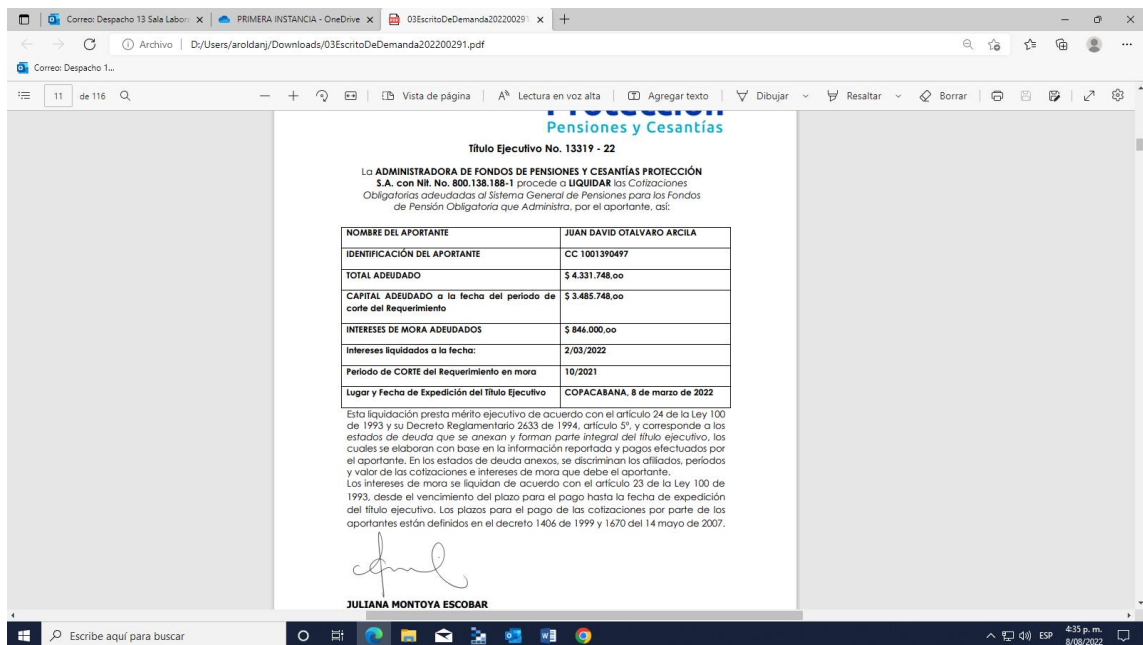 Correo: Despacho 13 Sala Labor
PRIMERA INSTANCIA - OneDrive
03EscritoDeDemanda202200291
Archivo | D:/Users/aroldanj/Downloads/03EscritoDeDemanda202200291.pdf
Correo: Despacho 1...
11 de 116
Vista de página
Lectura en voz alta
Agregar texto
Dibujar
Resaltar
Borrar
Protección
Pensiones y Cesantías
Título Ejecutivo No. 13319 - 22
La ADMINISTRADORA DE FONDOS DE PENSIONES Y CESANTÍAS PROTECCIÓN
S.A. con Nit. No. 800.138.188-1 procede a LIQUIDAR las Cotizaciones
Obligatorias adeudadas al Sistema General de Pensiones para los Fondos
de Pensión Obligatoria que Administra, por el aportante, así:
NOMBRE DEL APORTANTE JUAN DAVID OTALVARO ARCILA
IDENTIFICACIÓN DEL APORTANTE CC 1001390497
TOTAL ADEUDADO $ 4.331.748,oo
CAPITAL ADEUDADO a la fecha del periodo de $ 3.485.748,oo
corte del Requerimiento
INTERESES DE MORA ADEUDADOS $ 846.000,oo
Intereses liquidados a la fecha: 2/03/2022
Periodo de CORTE del Requerimiento en mora 10/2021
Lugar y Fecha de Expedición del Título Ejecutivo COPACABANA, 8 de marzo de 2022
Esta liquidación presta mérito ejecutivo de acuerdo con el artículo 24 de la Ley 100
de 1993 y su Decreto Reglamentario 2633 de 1994, artículo 5º, y corresponde a los
estados de deuda que se anexan y forman parte integral del título ejecutivo, los
cuales se elaboran con base en la información reportada y pagos efectuados por
el aportante. En los estados de deuda anexos, se discriminan los afiliados, períodos
y valor de las cotizaciones e intereses de mora que debe el aportante.
Los intereses de mora se liquidan de acuerdo con el artículo 23 de la Ley 100 de
1993, desde el vencimiento del plazo para el pago hasta la fecha de expedición
del título ejecutivo. Los plazos para el pago de las cotizaciones por parte de los
aportantes están definidos en el decreto 1406 de 1999 y 1670 del 14 mayo de 2007.
JULIANA MONTOYA ESCOBAR
Escribe aquí para buscar
ESP
4:35 p. m.
8/08/2022